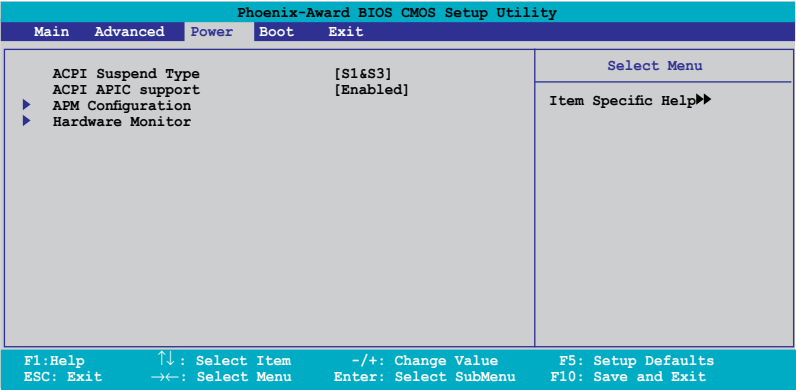 Phoenix-Award BIOS CMOS Setup Utility
Main Advanced Power Boot Exit
Select Menu
ACPI Suspend Type [S1&S3]
ACPI APIC support [Enabled]
APM Configuration
Hardware Monitor
Item Specific Help▶▶
F1:Help ↑↓: Select Item -/+: Change Value F5: Setup Defaults
ESC: Exit →←: Select Menu Enter: Select SubMenu F10: Save and Exit